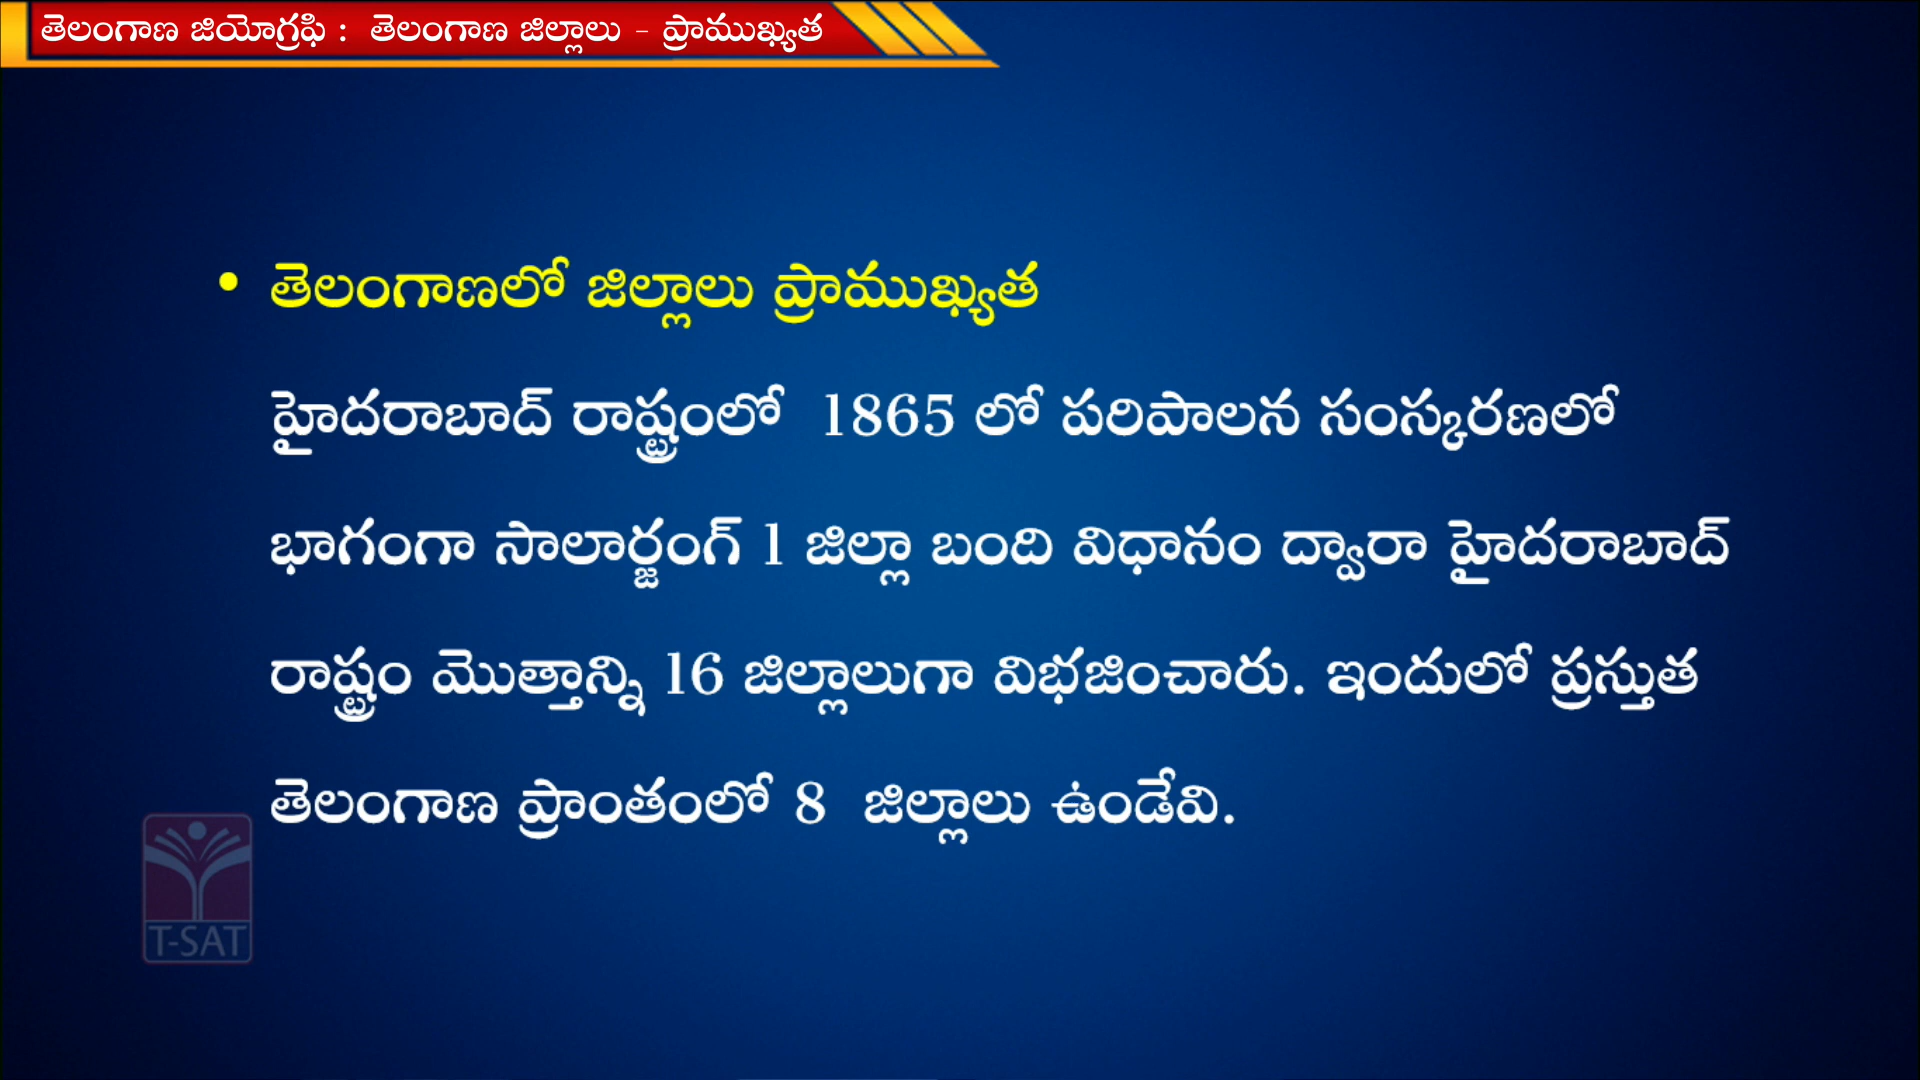 తెలంగాణ జియోగ్రఫి : తెలంగాణ జిల్లాలు - ప్రాముఖ్యత
• తెలంగాణలో జిల్లాలు ప్రాముఖ్యత
హైదరాబాద్ రాష్ట్రంలో 1865 లో పరిపాలన సంస్కరణలో
భాగంగా సాలార్జంగ్ 1 జిల్లా బంది విధానం ద్వారా హైదరాబాద్
రాష్ట్రం మొత్తాన్ని 16 జిల్లాలుగా విభజించారు. ఇందులో ప్రస్తుత
తెలంగాణ ప్రాంతంలో 8 జిల్లాలు ఉండేవి.
T-SAT